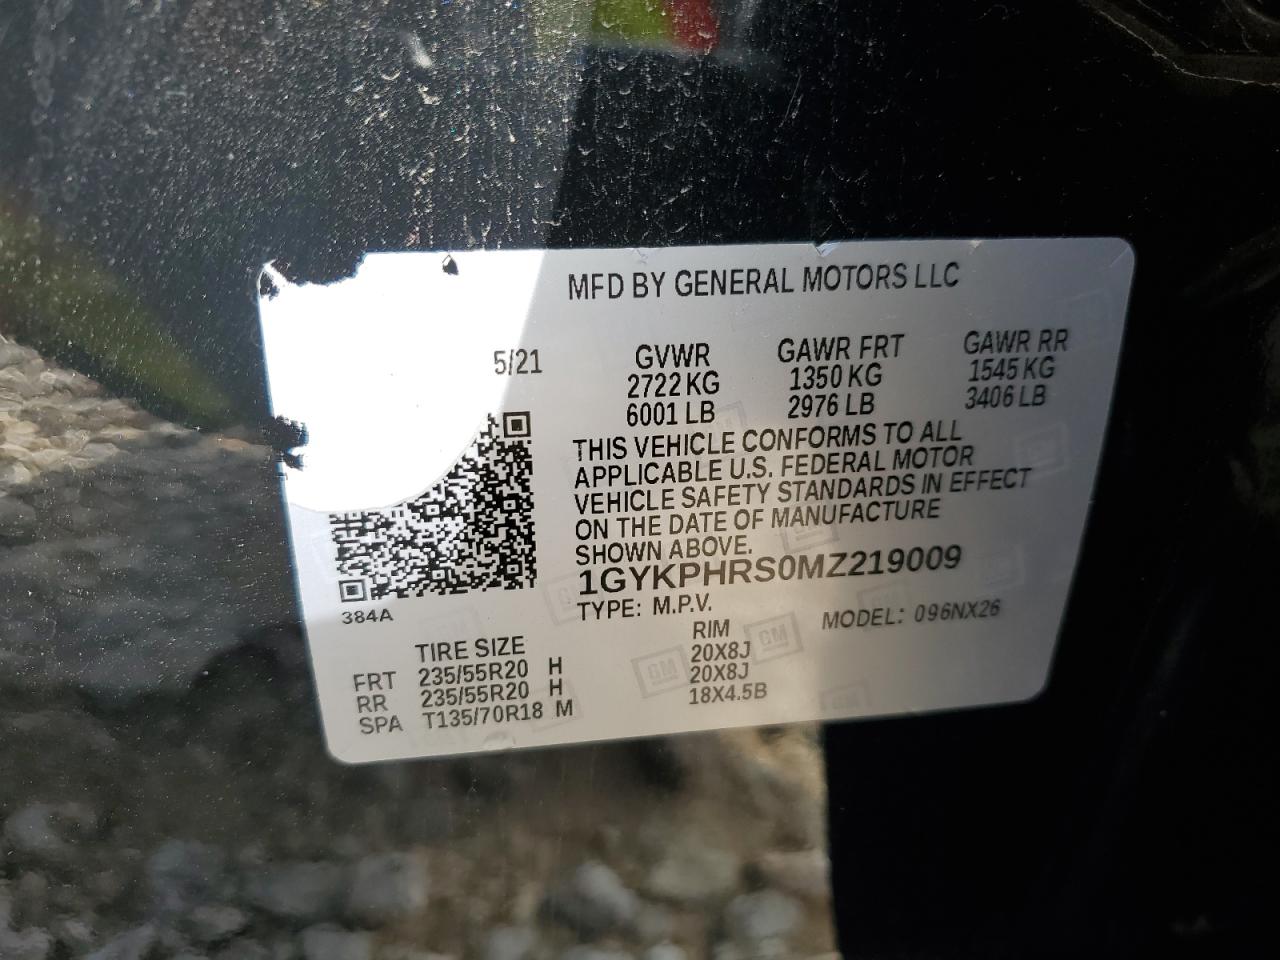 MFD BY GENERAL MOTORS LLC
5/21 GVWR GAWR FRT GAWR RR
2722 KG 1350 KG 1545 KG
6001 LB 2976 LB 3406 LB
THIS VEHICLE CONFORMS TO ALL
APPLICABLE U.S. FEDERAL MOTOR
VEHICLE SAFETY STANDARDS IN EFFECT
ON THE DATE OF MANUFACTURE
SHOWN ABOVE.
1GYKPHRS0MZ219009
TYPE: M.P.V. MODEL: 096NX26
384A
TIRE SIZE RIM
FRT 235/55R20 H 20X8J
RR 235/55R20 H 20X8J
SPA T135/70R18 M 18X4.5B
GM
GM